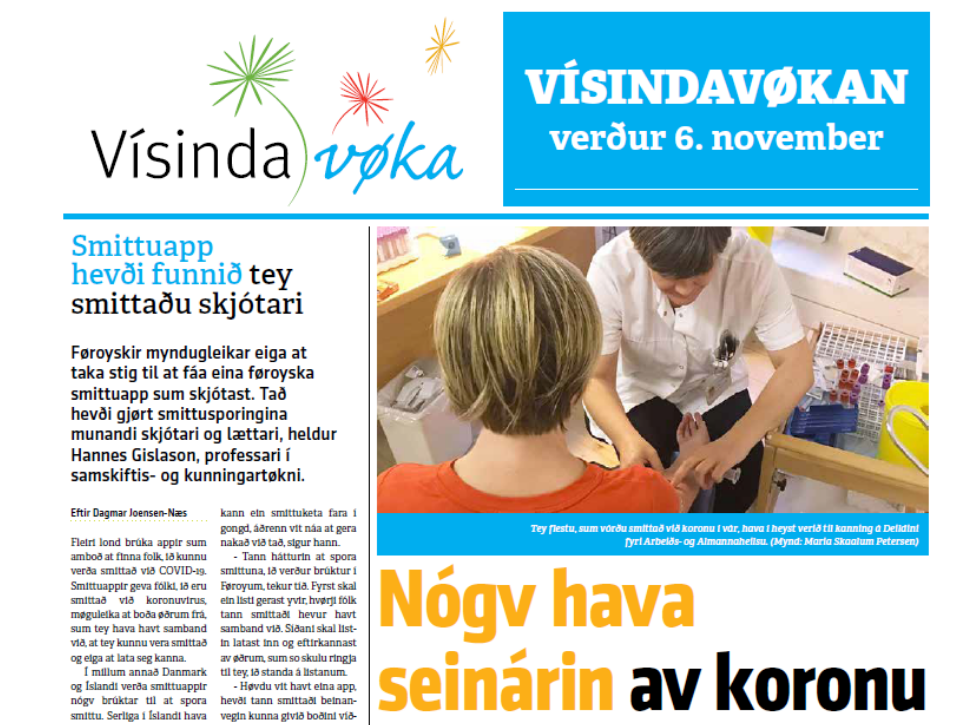 Vísindavøka
VÍSINDAVØKAN
verður 6. november
Smittuapp
hevði funnið tey
smittaðu skjótari
Føroyskir myndugleikar eiga at
taka stig til at fáa eina føroyska
smittuapp sum skjótast. Tað
hevði gjørt smittusporingina
munandi skjótari og lættari, heldur
Hannes Gislason, professari í
samskiftis- og kunningartøkni.
Eftir Dagmar Joensen-Næs
Fleiri lond brúka appir sum
amboð at finna fólk, ið kunnu
verða smittað við COVID-19.
Smittuappir geva fólki, ið eru
smittað við koronuvirus,
møguleika at boða øðrum frá,
sum tey hava havt samband
við, at tey kunnu vera smittað
og eiga at lata seg kanna.
Í millum annað Danmark
og Íslandi verða smittuappir
nógv brúktar til at spora
smittu. Serliga í Íslandi hava
kann ein smittuketa fara í
gongd, áðrenn vit náa at gera
nakað við tað, sigur hann.
- Tann hátturin at spora
smittuna, ið verður brúktur í
Føroyum, tekur tíð. Fyrst skal
ein listi gerast yvir, hvørji fólk
tann smittaði hevur havt
samband við. Síðani skal list-
in latast inn og eftirkannast
av øðrum, sum so skulu ringja
til tey, ið standa á listanum.
- Høvdu vit havt eina app,
hevði tann smittaði beinan-
vegin kunna givið boðini víð-
Tey flestu, sum vórðu smittað við koronu í vár, hava í heyst verið til kanning á Deildini
fyri Arbeiðs- og Almannaheilsu. (Mynd: Maria Skaalum Petersen)
Nógv hava
seinárin av koronu